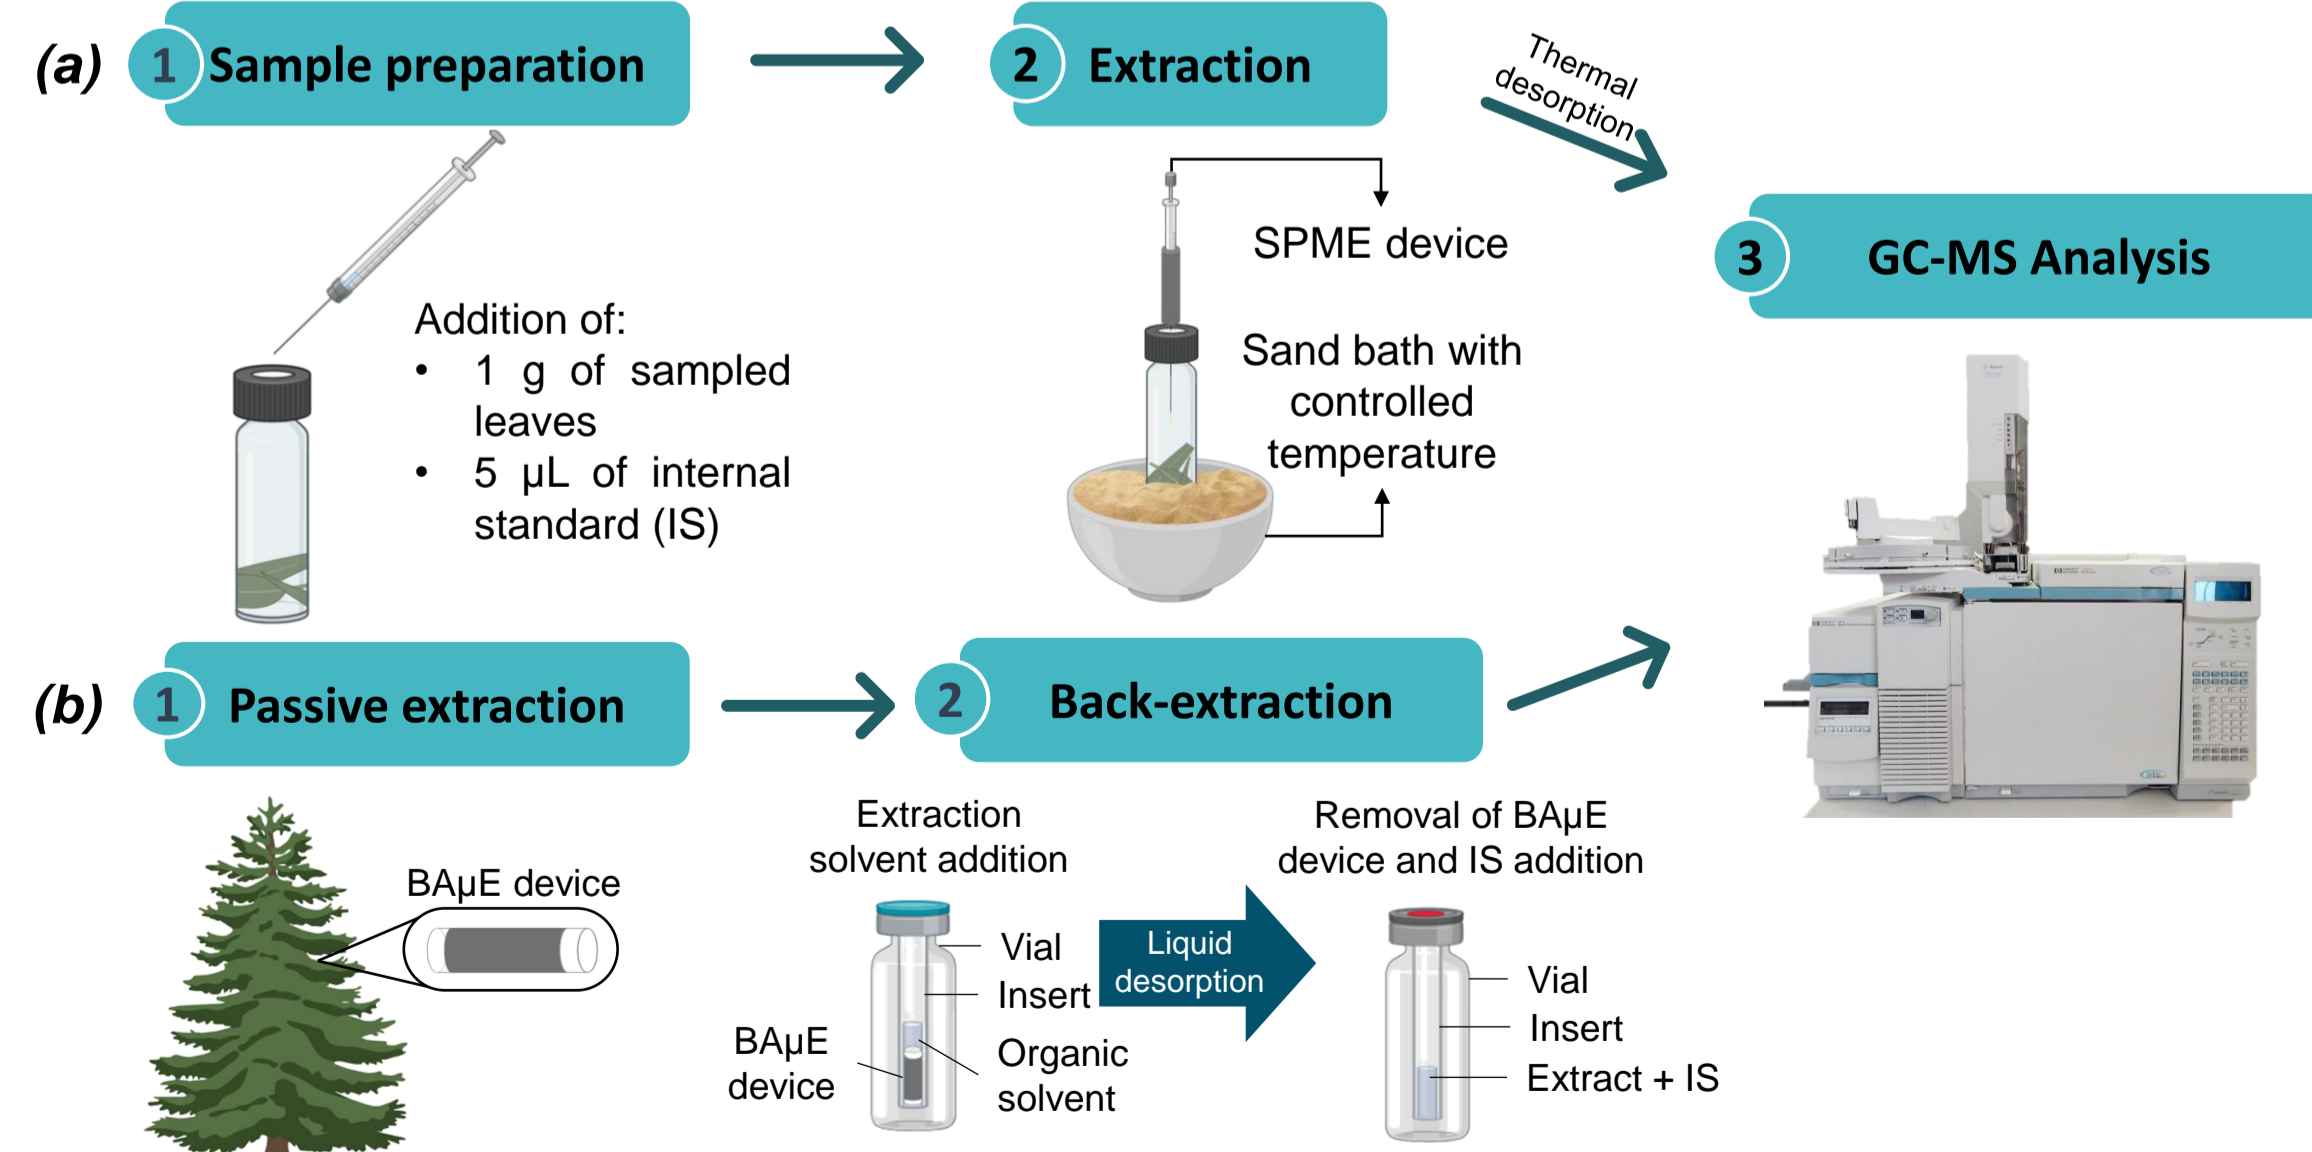 (a)
1 Sample preparation
2 Extraction
Thermal
desorption
3 GC-MS Analysis
Addition of:
• 1 g of sampled
leaves
• 5 µL of internal
standard (IS)
SPME device
Sand bath with
controlled
temperature
(b)
1 Passive extraction
2 Back-extraction
BAµE device
Extraction
solvent addition
Vial
Insert
BAµE
device
Organic
solvent
Liquid
desorption
Removal of BAµE
device and IS addition
Vial
Insert
Extract + IS